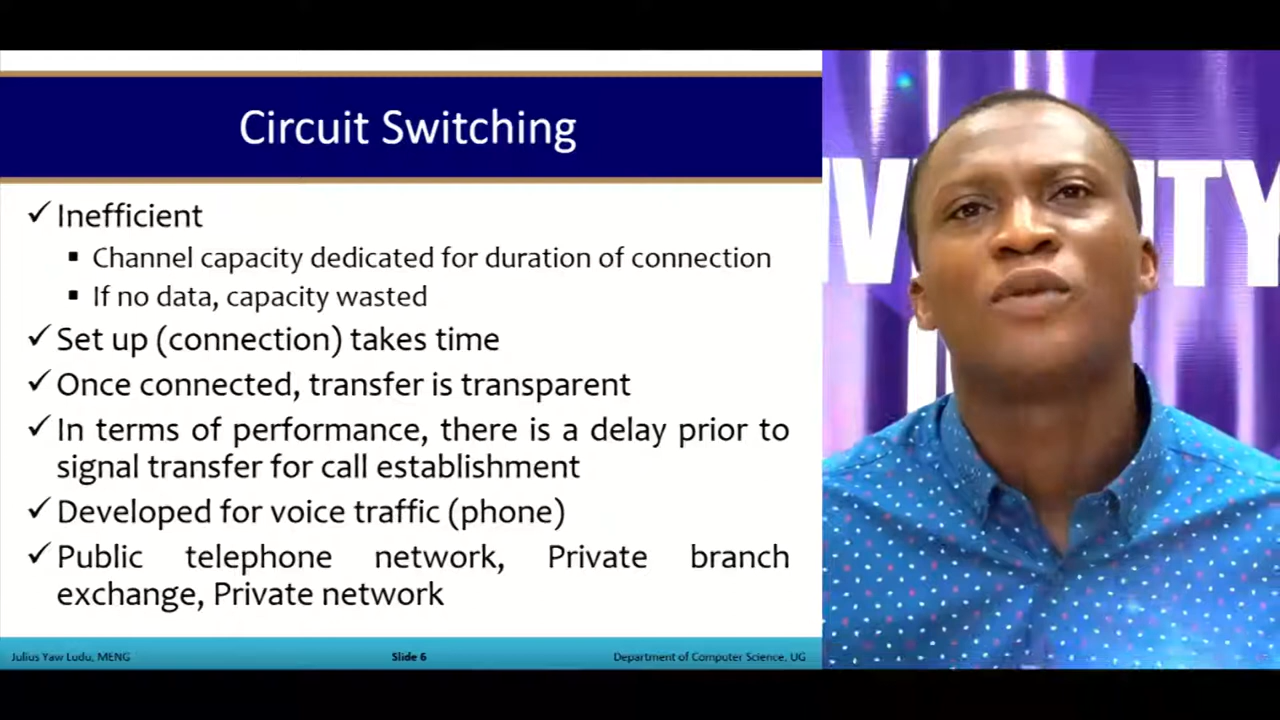 Circuit Switching
✓ Inefficient
▪ Channel capacity dedicated for duration of connection
▪ If no data, capacity wasted
✓ Set up (connection) takes time
✓ Once connected, transfer is transparent
✓ In terms of performance, there is a delay prior to
signal transfer for call establishment
✓ Developed for voice traffic (phone)
✓ Public telephone network, Private branch
exchange, Private network
Julius Yaw Ludu, MENG
Slide 6
Department of Computer Science, UG